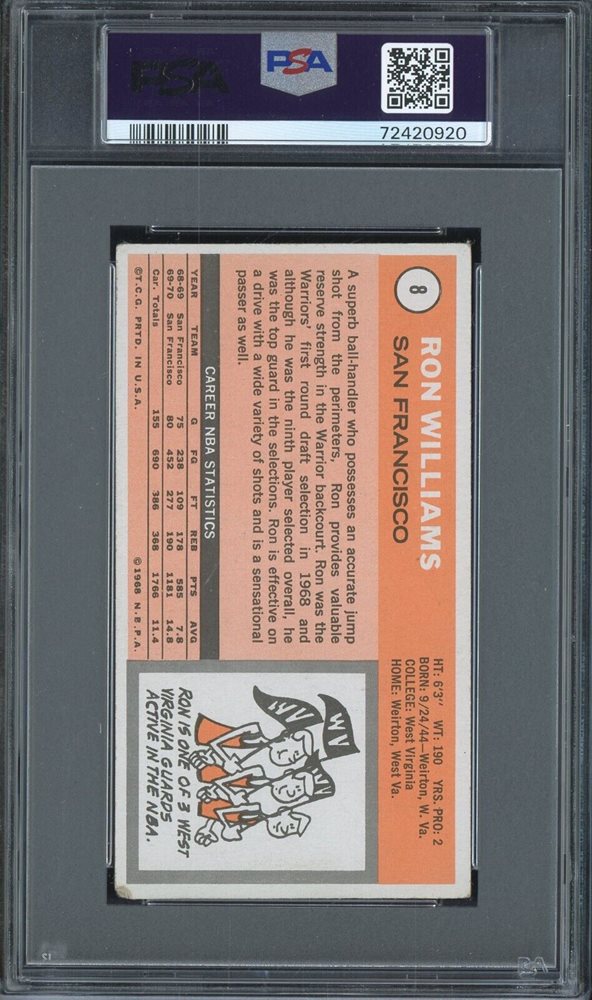 PSA
PSA
72420920
8
RON WILLIAMS
SAN FRANCISCO
HT: 6'3" WT: 190 YRS. PRO: 2
BORN: 9/24/44—Weirton, W. Va.
COLLEGE: West Virginia
HOME: Weirton, West Va.
A superb ball-handler who possesses an accurate jump
shot from the perimeters, Ron provides valuable
reserve strength in the Warrior backcourt. Ron was the
Warriors' first round draft selection in 1968 and
although he was the ninth player selected overall, he
was the top guard in the selections. Ron is effective on
a drive with a wide variety of shots and is a sensational
passer as well.
CAREER NBA STATISTICS
YEAR TEAM G FG FT REB PTS AVG
68-69 San Francisco 75 238 109 178 585 7.8
69-70 San Francisco 80 452 277 190 1181 14.8
Car. Totals 155 690 386 368 1766 11.4
©T.C.G. PRTD. IN U.S.A. ©1968 N.B.P.A.
WV
RON IS ONE OF 3 WEST
VIRGINIA GUARDS
ACTIVE IN THE NBA.